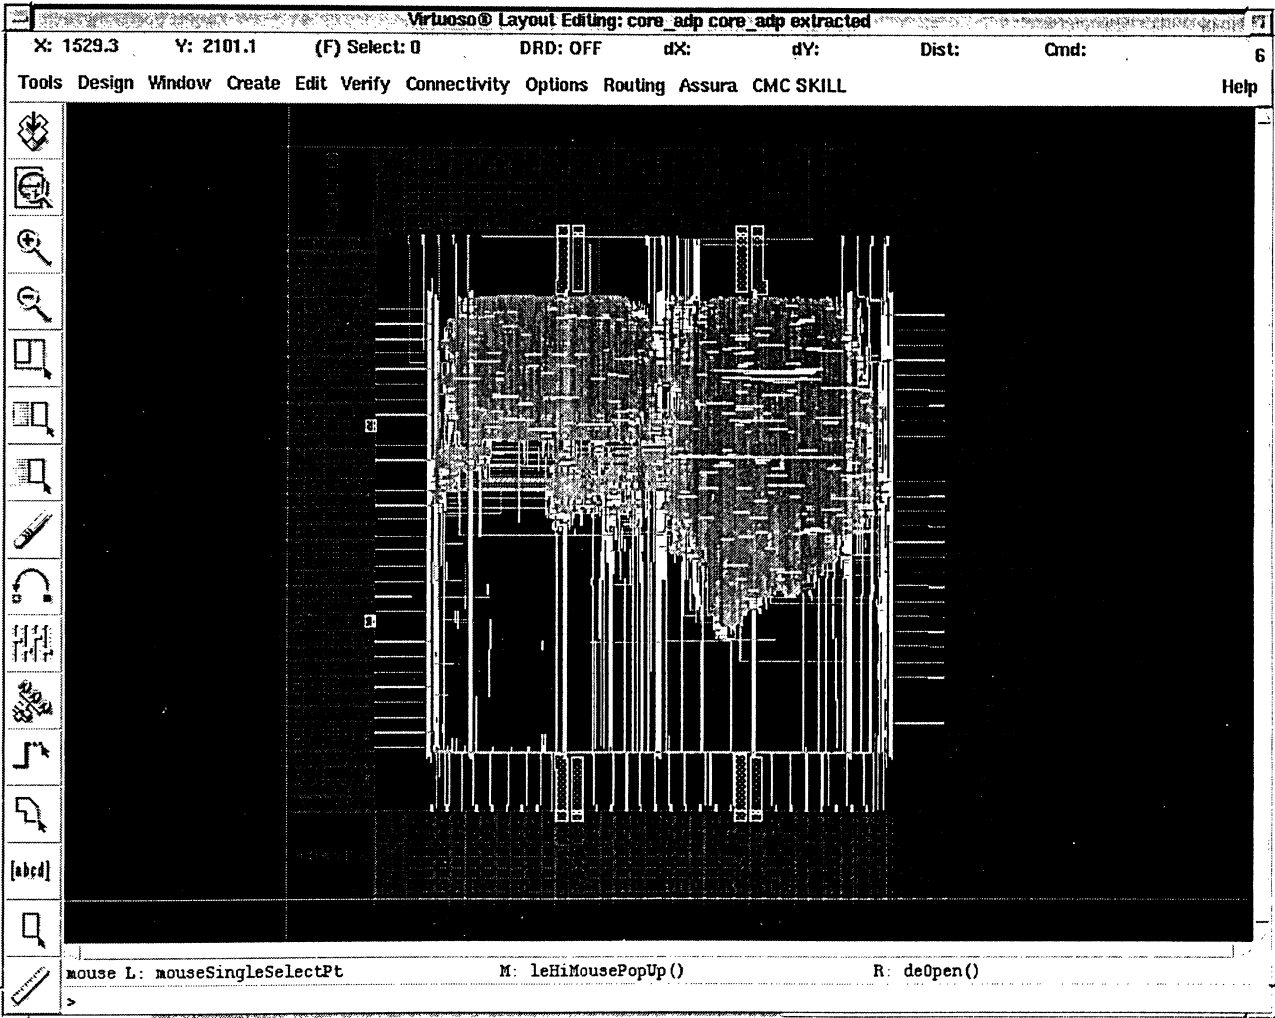 Virtuoso® Layout Editing: core_adp core_adp extracted
X: 1529.3 Y: 2101.1 (F) Select: 0 DRD: OFF dX: dY: Dist: Cmd:
6
Tools Design Window Create Edit Verify Connectivity Options Routing Assura CMC SKILL Help
[abcd]
mouse L: mouseSingleSelectPt M: leHiMousePopUp() R: deOpen()
>